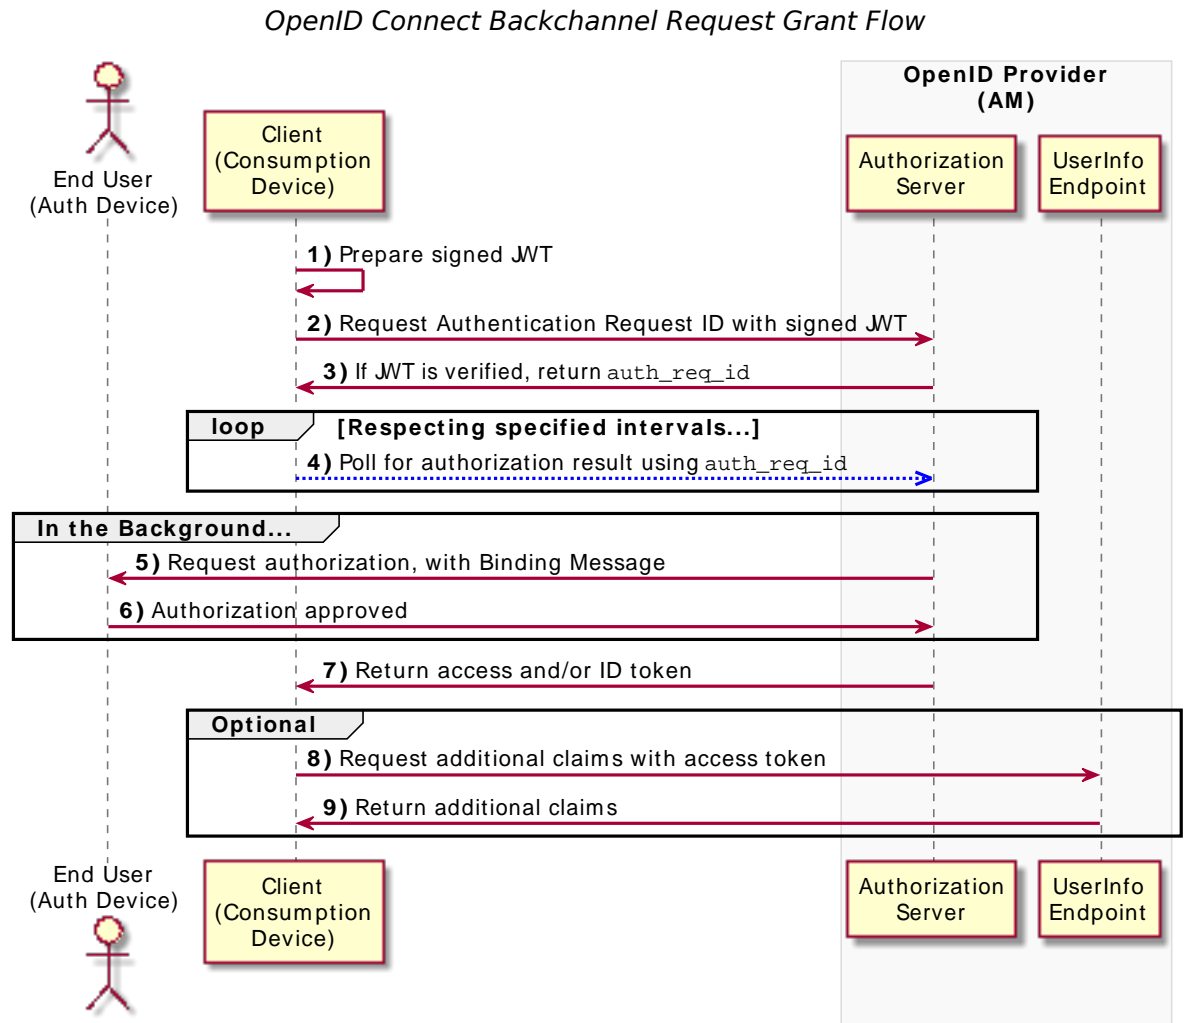 OpenID Connect Backchannel Request Grant Flow
OpenID Provider
(AM)
End User
(Auth Device)
Client
(Consumption
Device)
Authorization
Server
UserInfo
Endpoint
1) Prepare signed JWT
2) Request Authentication Request ID with signed JWT
3) If JWT is verified, return auth_req_id
loop [Respecting specified intervals...]
4) Poll for authorization result using auth_req_id
In the Background...
5) Request authorization, with Binding Message
6) Authorization approved
7) Return access and/or ID token
Optional
8) Request additional claims with access token
9) Return additional claims
End User
(Auth Device)
Client
(Consumption
Device)
Authorization
Server
UserInfo
Endpoint